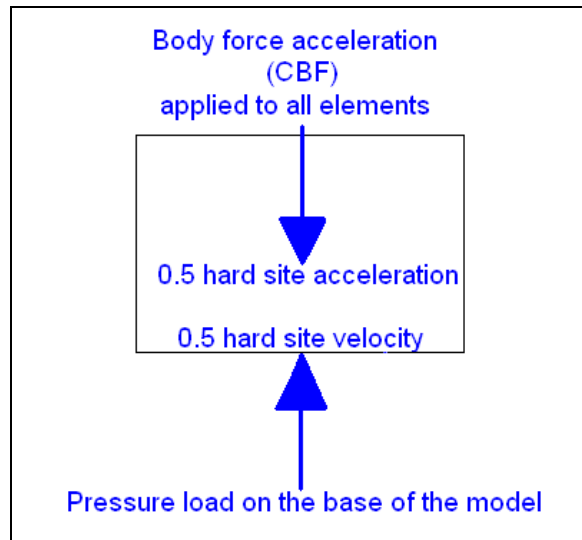 Body force acceleration
(CBF)
applied to all elements
0.5 hard site acceleration
0.5 hard site velocity
Pressure load on the base of the model